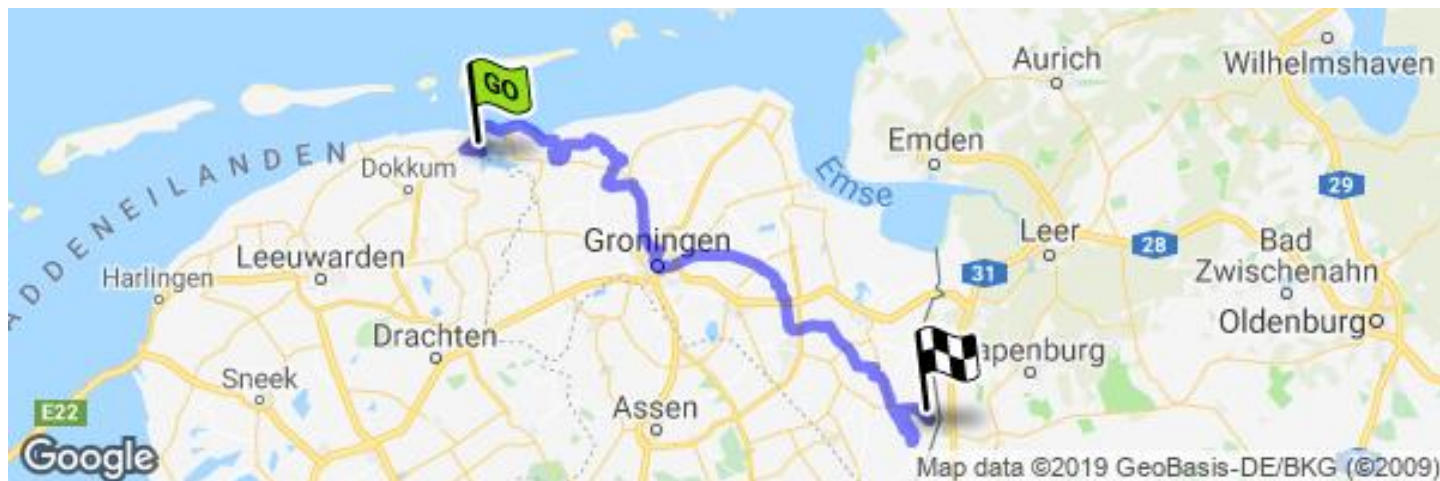 GO
Aurich
Wilhelmshaven
Emden
Dokkum
ADDENEILANDEN
Emse
29
Leeuwarden
Groningen
Leer
28
Bad
Zwischenahn
Harlingen
31
Drachten
Oldenburg
apenburg
Sneek
E22
Assen
Google
Map data ©2019 GeoBasis-DE/BKG (©2009)